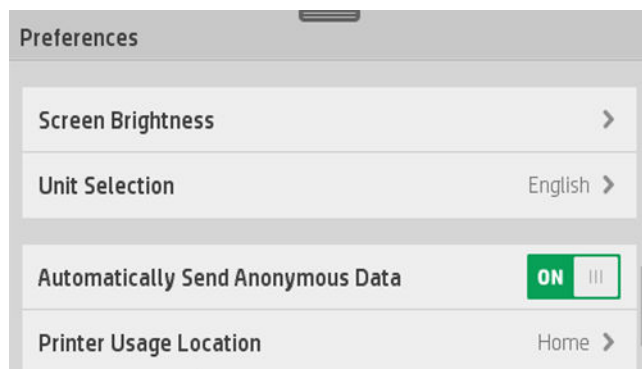 Preferences
Screen Brightness
Unit Selection English
Automatically Send Anonymous Data ON
Printer Usage Location Home